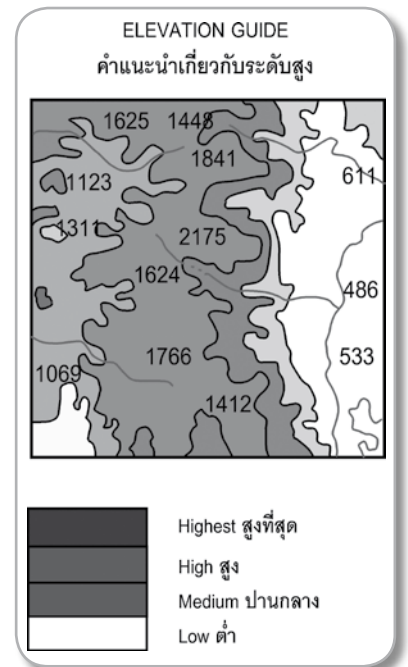 ELEVATION GUIDE
คำแนะนำเกี่ยวกับระดับสูง
1625 1448
1841
1123
611
1311
2175
1624
486
1766
533
1069
1412
Highest สูงที่สุด
High สูง
Medium ปานกลาง
Low ต่ำ